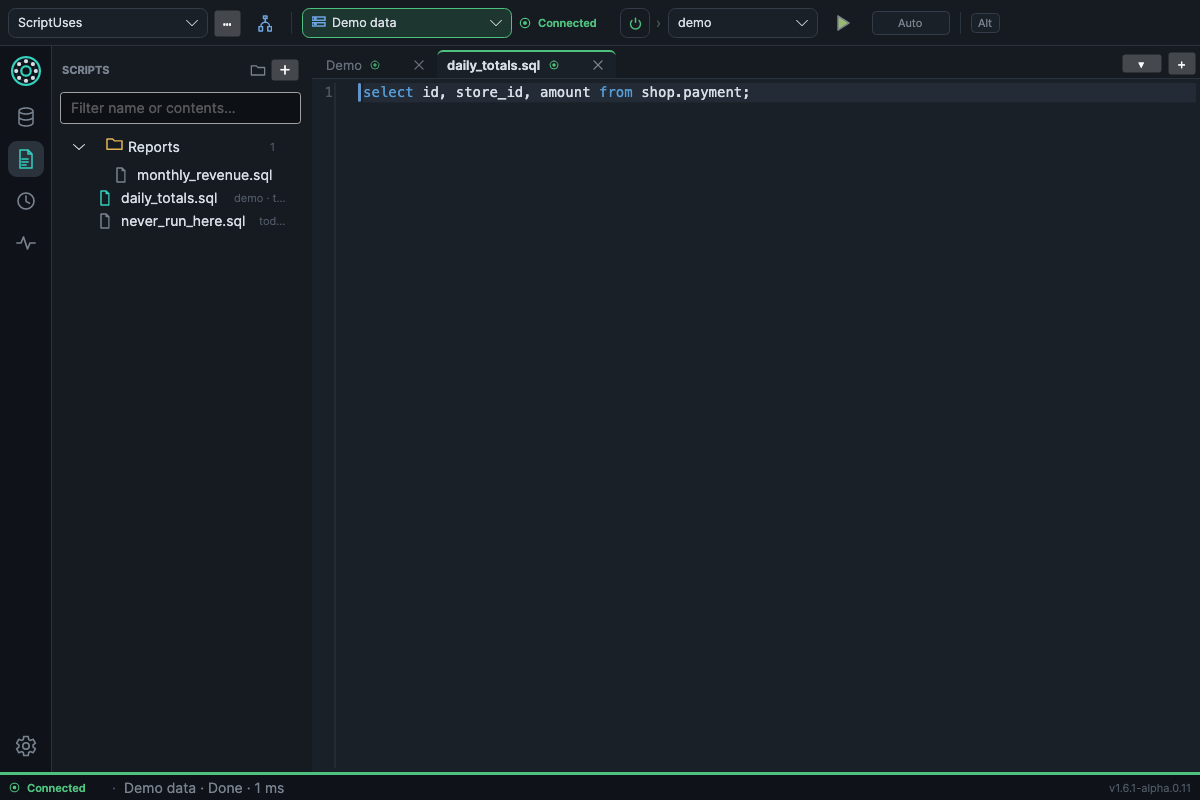 ScriptUses
...
Demo data
Connected
demo
Auto
Alt
SCRIPTS
+
Demo
daily_totals.sql
+
Filter name or contents...
1
select id, store_id, amount from shop.payment;
Reports
1
monthly_revenue.sql
daily_totals.sql
demo · t...
never_run_here.sql
tod...
Connected
· Demo data · Done · 1 ms
v1.6.1-alpha.0.11